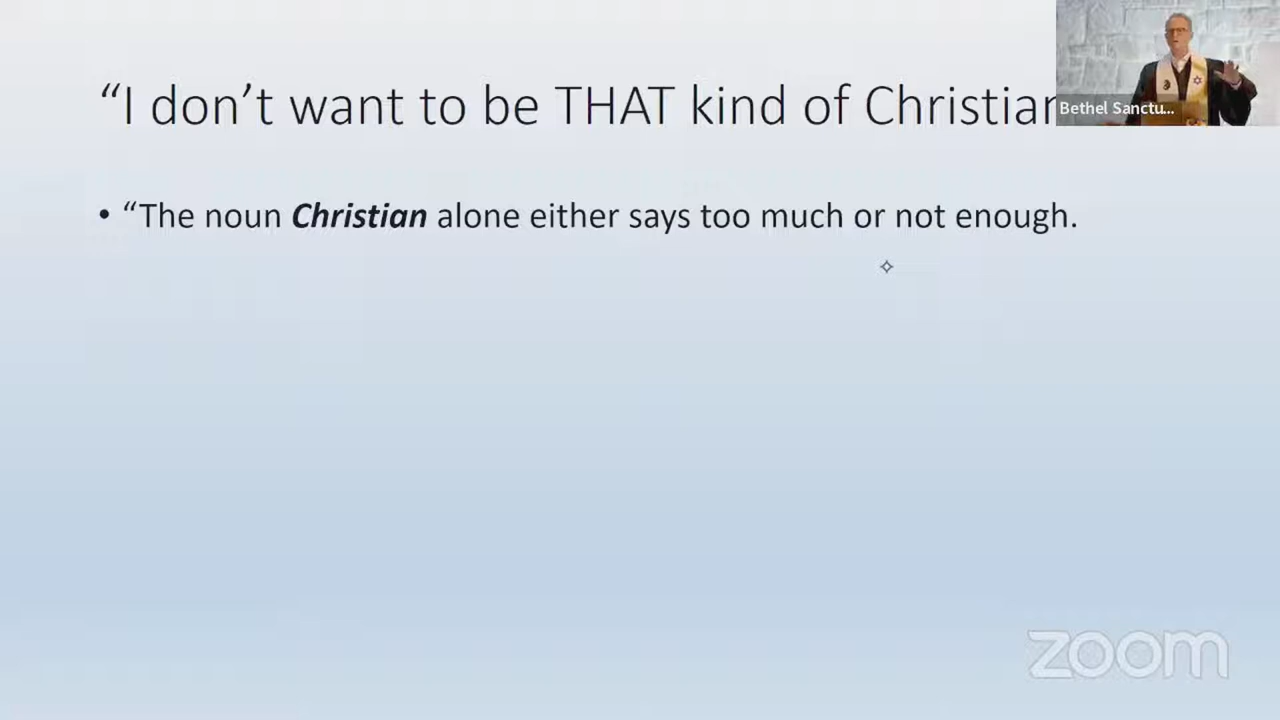 “I don’t want to be THAT kind of Christian
Bethel Sanctu...
• “The noun Christian alone either says too much or not enough.
zoom